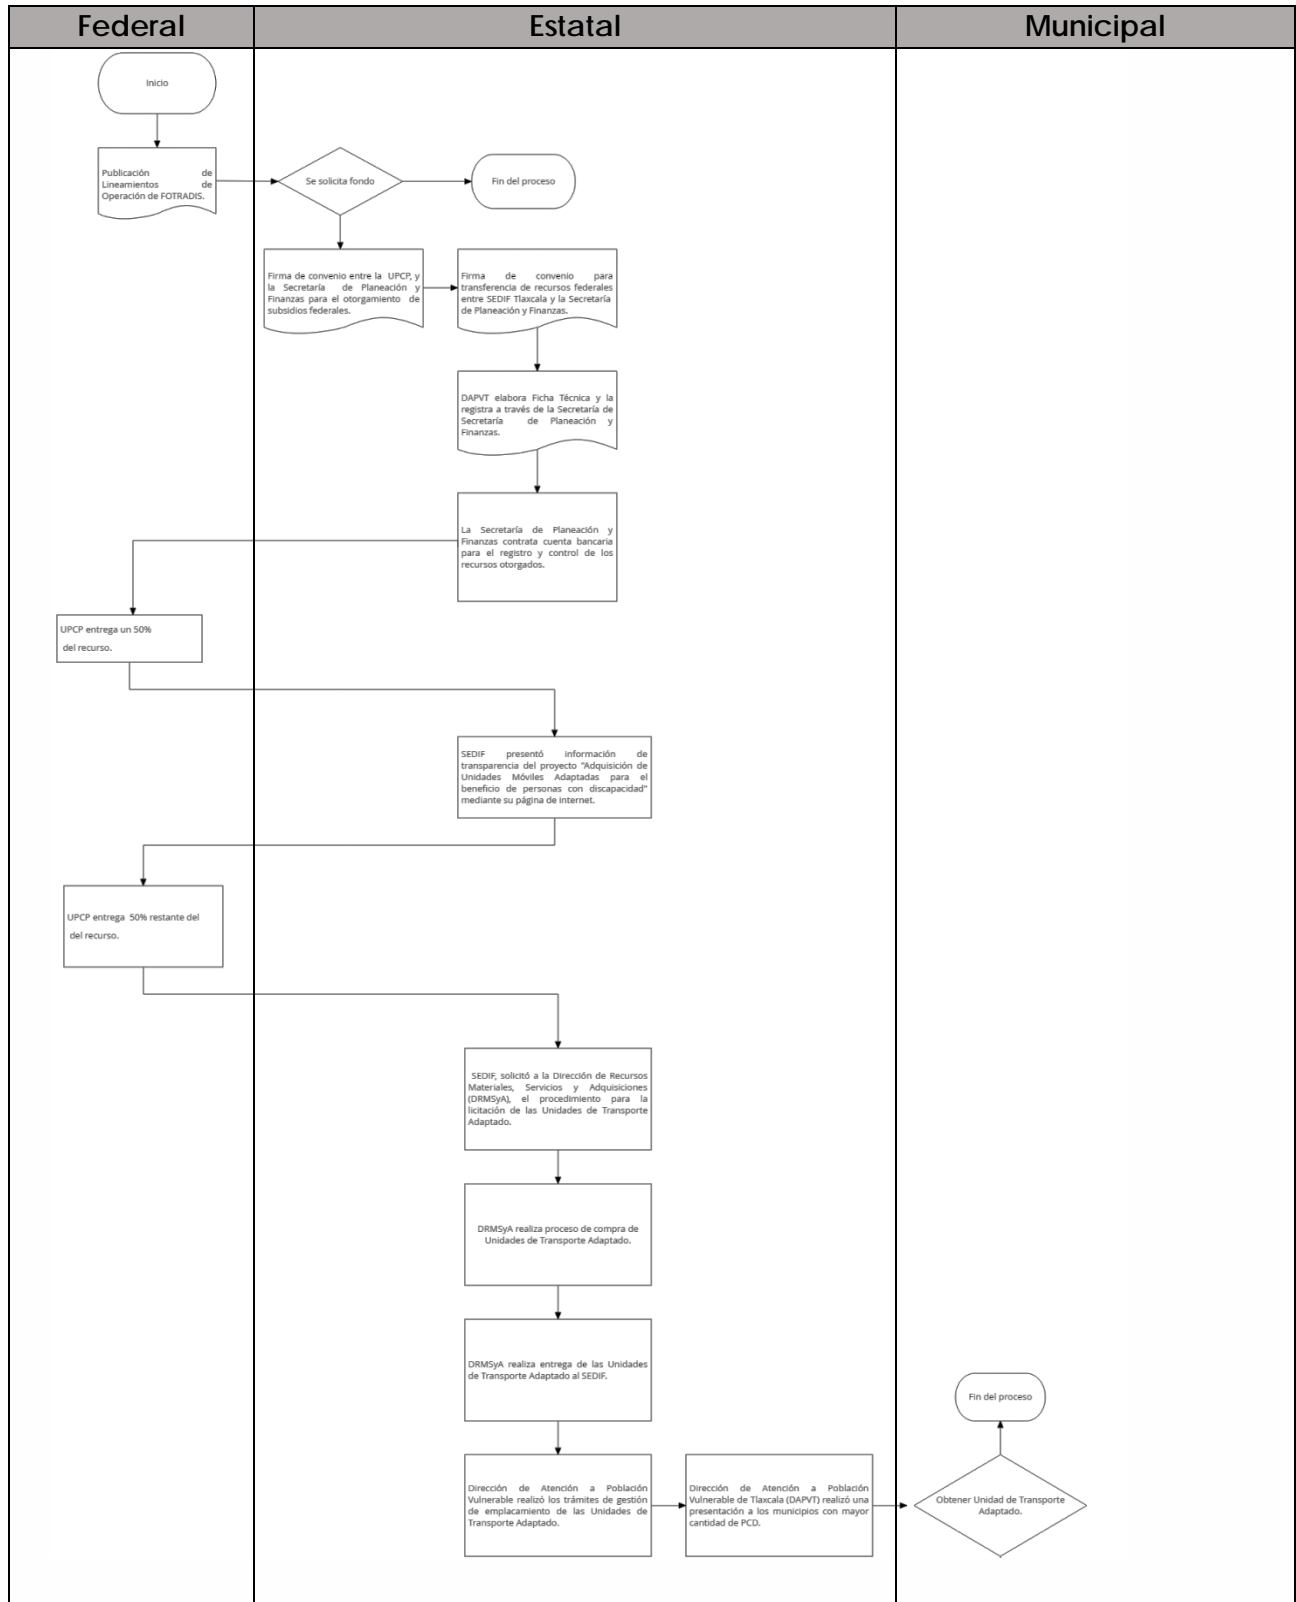 Federal
Estatal
Municipal
Inicio
Publicación de
Lineamientos de
Operación de FOTRADIS.
Se solicita fondo
Fin del proceso
Firma de convenio entre la UPCP, y
la Secretaría de Planeación y
Finanzas para el otorgamiento de
subsidios federales.
Firma de convenio para
transferencia de recursos federales
entre SEDIF Tlaxcala y la Secretaría
de Planeación y Finanzas.
DAPVT elabora Ficha Técnica y la
registra a través de la Secretaría de
Secretaría de Planeación y
Finanzas.
La Secretaría de Planeación y
Finanzas contrata cuenta bancaria
para el registro y control de los
recursos otorgados.
UPCP entrega un 50%
del recurso.
SEDIF presentó información de
transparencia del proyecto "Adquisición de
Unidades Móviles Adaptadas para el
beneficio de personas con discapacidad"
mediante su página de internet.
UPCP entrega 50% restante del
del recurso.
SEDIF, solicitó a la Dirección de Recursos
Materiales, Servicios y Adquisiciones
(DRMSyA), el procedimiento para la
licitación de las Unidades de Transporte
Adaptado.
DRMSyA realiza proceso de compra de
Unidades de Transporte Adaptado.
DRMSyA realiza entrega de las Unidades
de Transporte Adaptado al SEDIF.
Fin del proceso
Dirección de Atención a Población
Vulnerable realizó los trámites de gestión
de emplacamiento de las Unidades de
Transporte Adaptado.
Dirección de Atención a Población
Vulnerable de Tlaxcala (DAPVT) realizó una
presentación a los municipios con mayor
cantidad de PCD.
Obtener Unidad de Transporte
Adaptado.